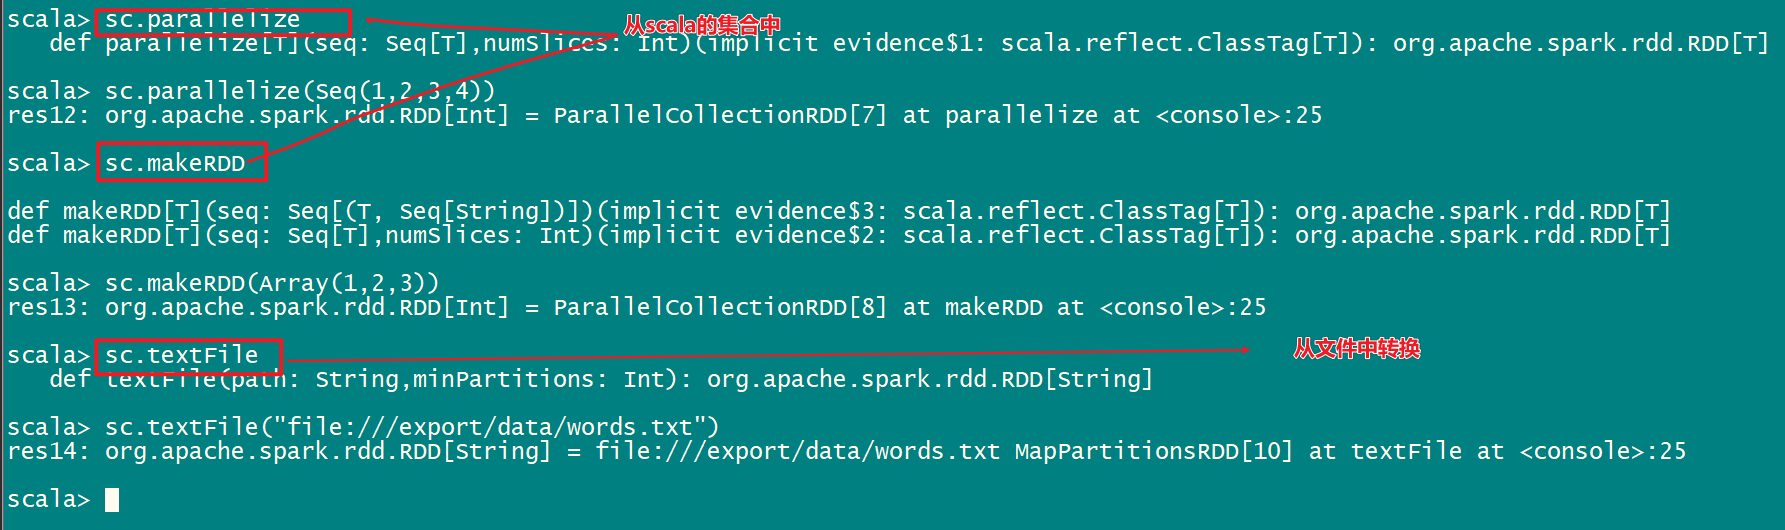 scala> sc.parallelize
从scala的集合中
def parallelize[T](seq: Seq[T],numSlices: Int)(implicit evidence$1: scala.reflect.ClassTag[T]): org.apache.spark.rdd.RDD[T]
scala> sc.parallelize(Seq(1,2,3,4))
res12: org.apache.spark.rdd.RDD[Int] = ParallelCollectionRDD[7] at parallelize at <console>:25
scala> sc.makeRDD
def makeRDD[T](seq: Seq[(T, Seq[String])])(implicit evidence$3: scala.reflect.ClassTag[T]): org.apache.spark.rdd.RDD[T]
def makeRDD[T](seq: Seq[T],numSlices: Int)(implicit evidence$2: scala.reflect.ClassTag[T]): org.apache.spark.rdd.RDD[T]
scala> sc.makeRDD(Array(1,2,3))
res13: org.apache.spark.rdd.RDD[Int] = ParallelCollectionRDD[8] at makeRDD at <console>:25
scala> sc.textFile
从文件中转换
def textFile(path: String,minPartitions: Int): org.apache.spark.rdd.RDD[String]
scala> sc.textFile("file:///export/data/words.txt")
res14: org.apache.spark.rdd.RDD[String] = file:///export/data/words.txt MapPartitionsRDD[10] at textFile at <console>:25
scala>